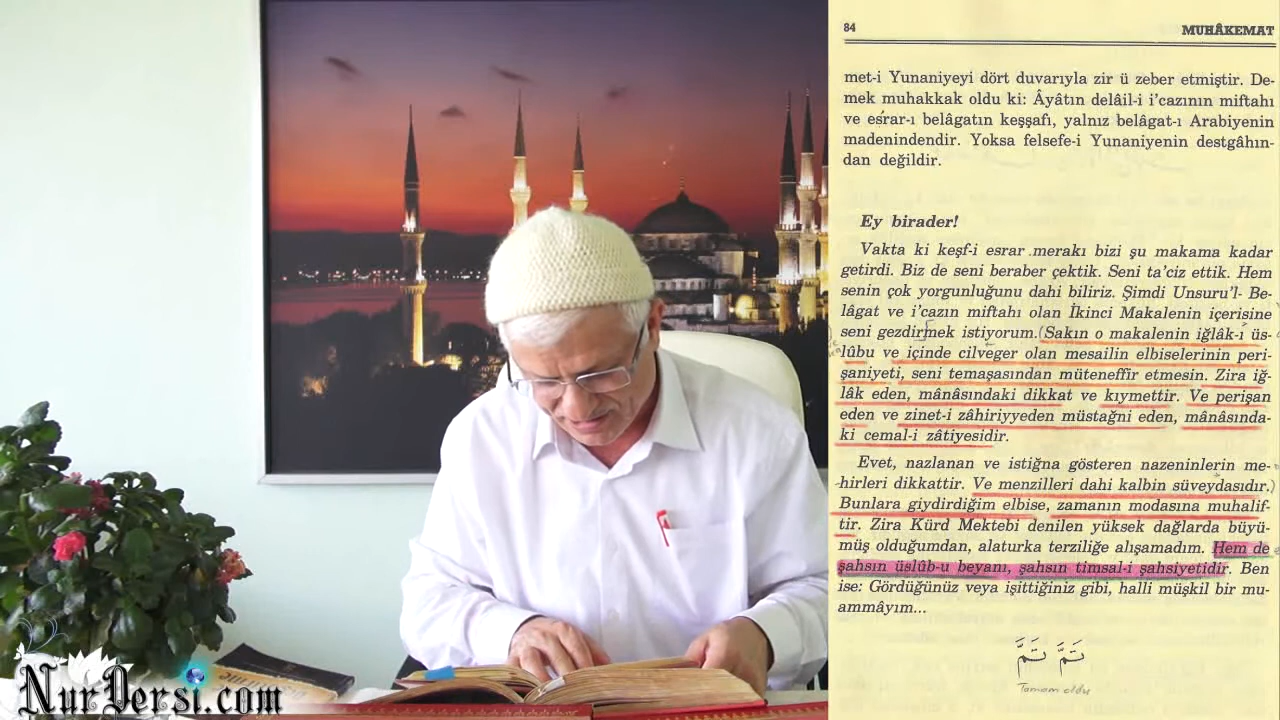 84
MUHÂKEMAT
met-i Yunaniyeyi dört duvarıyla zir ü zeber etmiştir. De-
mek muhakkak oldu ki: Âyâtın delâil-i i'cazının miftahı
ve esrar-ı belâgatın keşşafı, yalnız belâgat-ı Arabiyenin
madenindendir. Yoksa felsefe-i Yunaniyenin destgâhın-
dan değildir.
Ey birader!
Vakta ki keşf-i esrar merakı bizi şu makama kadar
getirdi. Biz de seni beraber çektik. Seni ta'ciz ettik. Hem
senin çok yorgunluğunu dahi biliriz. Şimdi Unsuru'l- Be-
lâgat ve i'cazın miftahı olan İkinci Makalenin içerisine
seni gezdirmek istiyorum. (Sakın o makalenin iğlâk-i üs-
lûbu ve içinde cilveger olan mesailin elbiselerinin peri-
şaniyeti, seni temaşasından müteneffir etmesin. Zira iğ-
lâk eden, mânâsındaki dikkat ve kıymettir. Ve perişan
eden ve zinet-i zâhiriyyeden müstağni eden, mânâsında-
ki cemal-i zâtiyesidir.
Evet, nazlanan ve istiğna gösteren nazeninlerin me-
hirleri dikkattir. Ve menzilleri dahi kalbin süveydasıdır.)
Bunlara giydirdiğim elbise, zamanın modasına muhalif-
tir. Zira Kürd Mektebi denilen yüksek dağlarda büyü-
müş olduğumdan, alaturka terziliğe alışamadım. Hem de
şahsın üslûb-u beyanı, şahsın timsal-i şahsiyetidir. Ben
ise: Gördüğünüz veya işittiğiniz gibi, halli müşkil bir mu-
ammâyım...
تَمَّ تَمَّ
Tamam oldu
NurDersi.com